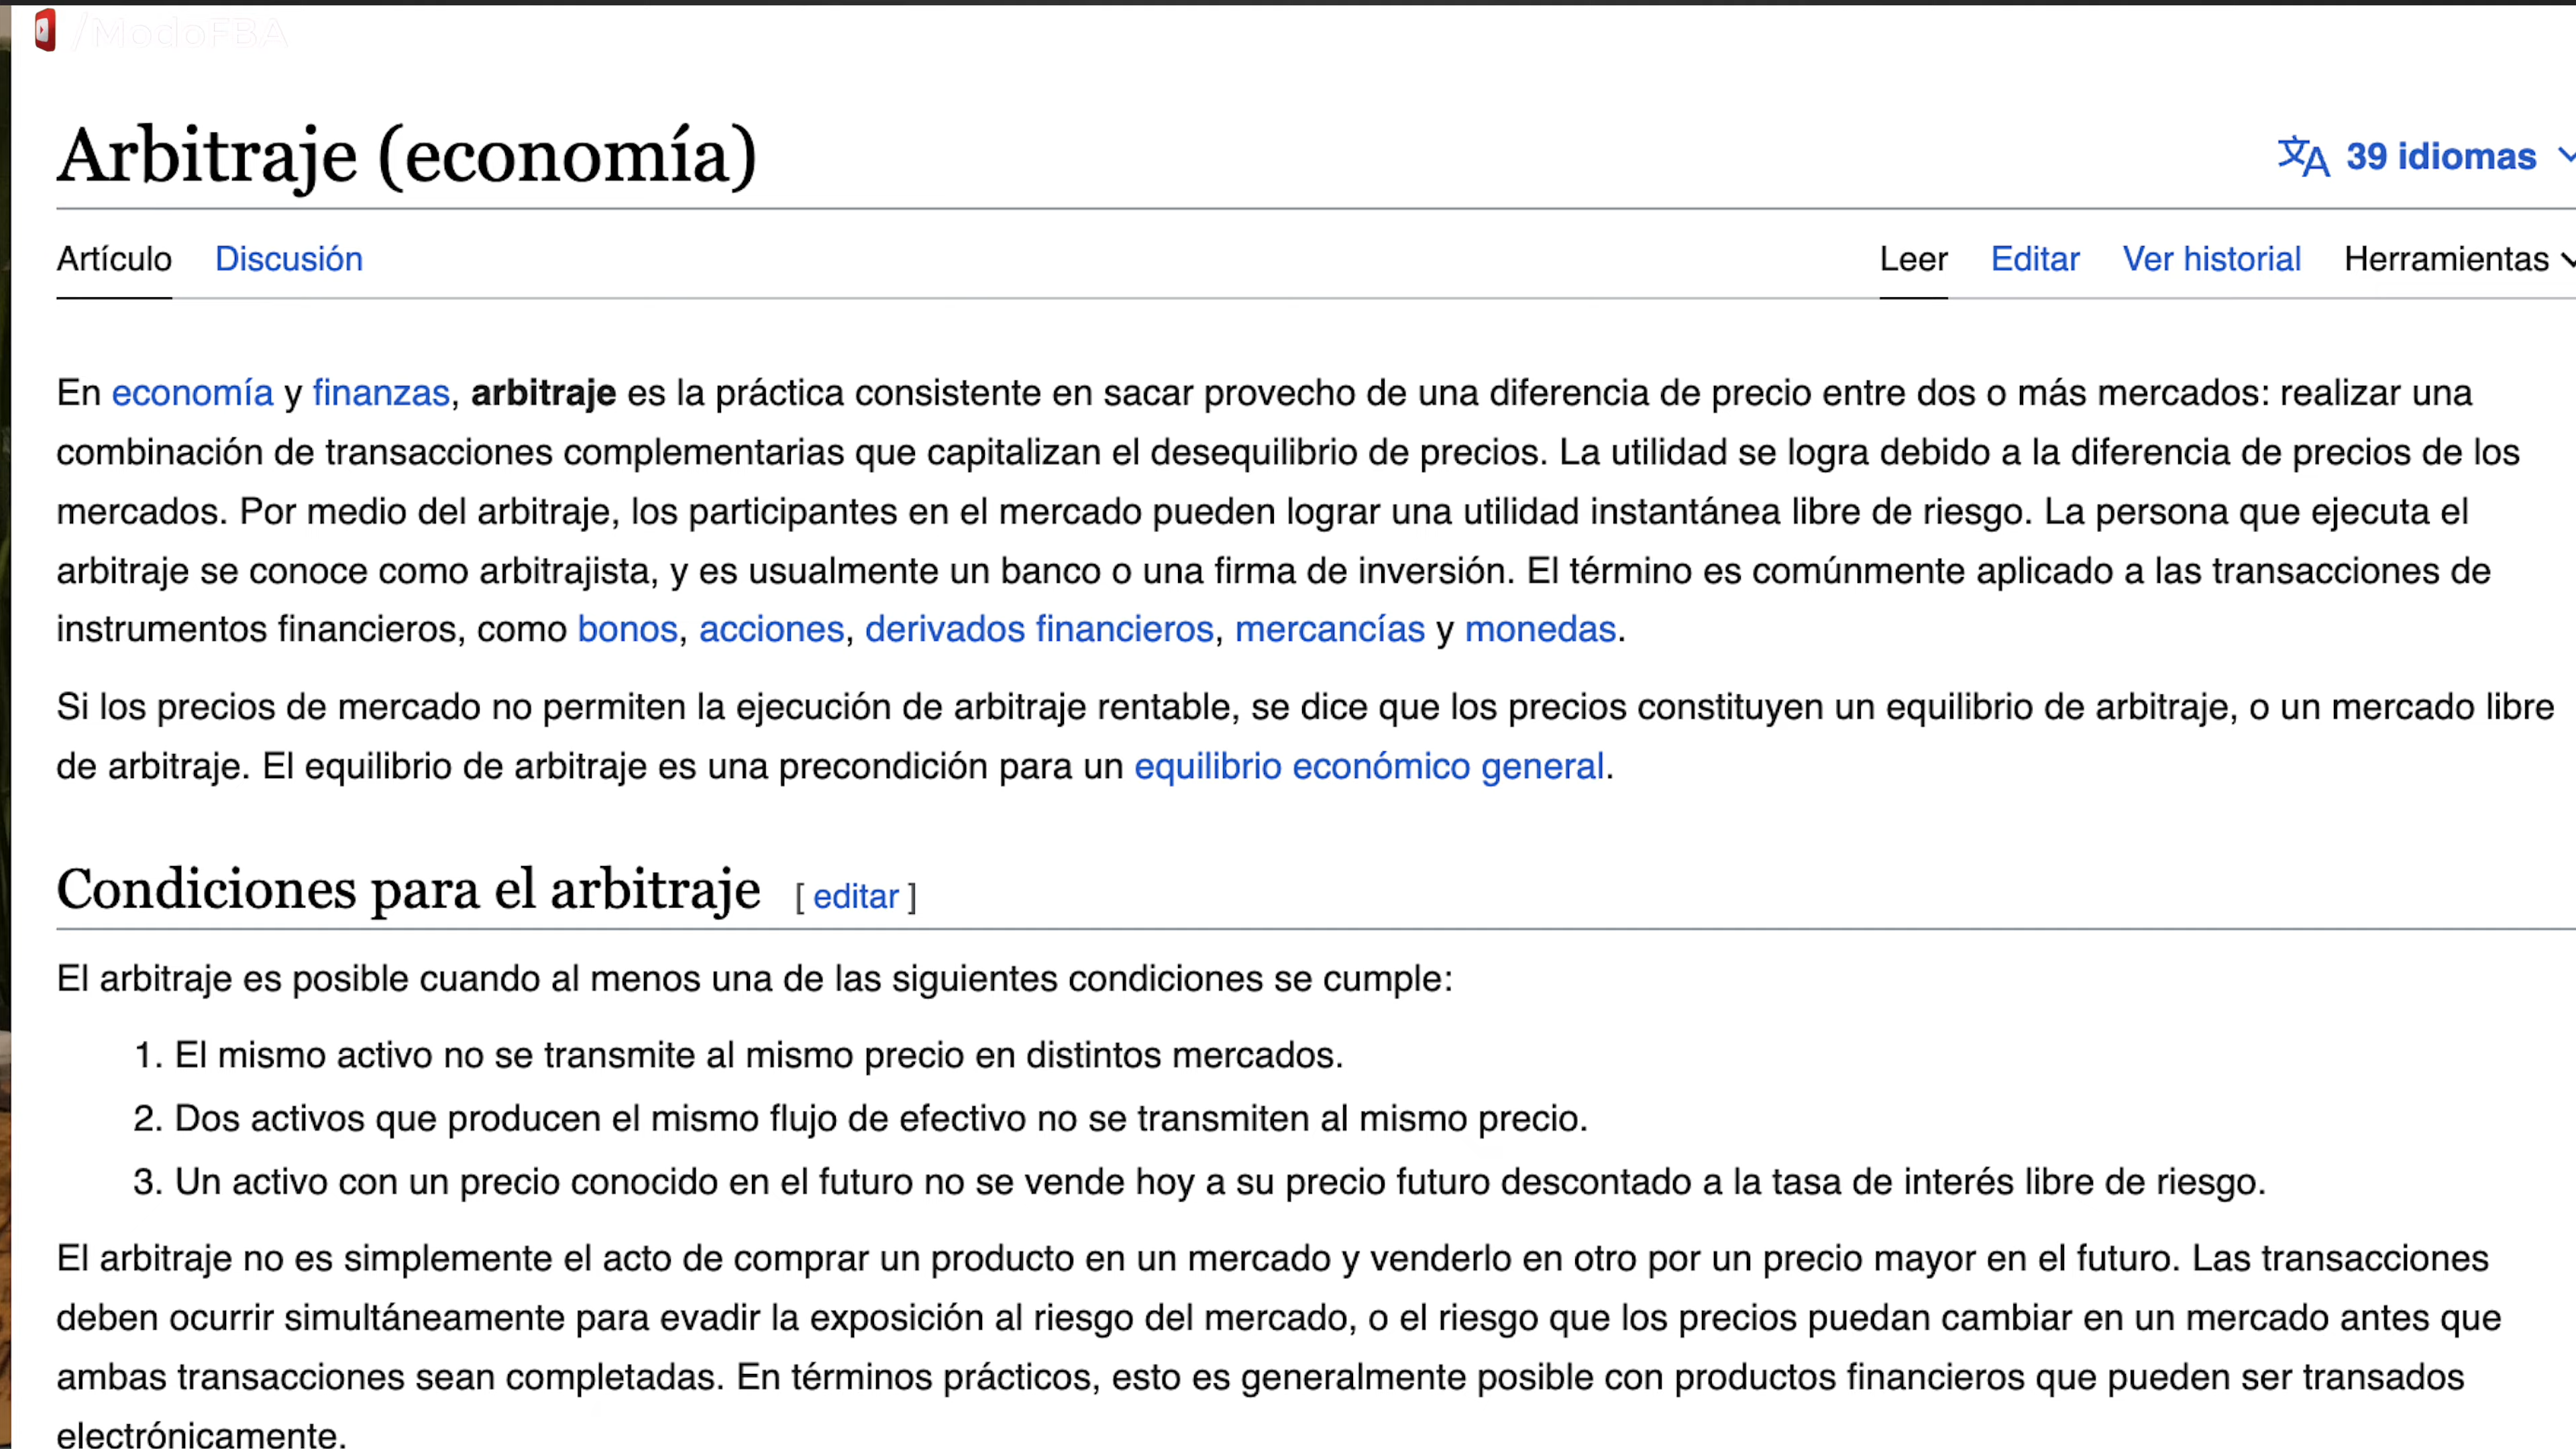 /ModoFBA
Arbitraje (economía)
39 idiomas
Artículo Discusión
Leer Editar Ver historial Herramientas
En economía y finanzas, arbitraje es la práctica consistente en sacar provecho de una diferencia de precio entre dos o más mercados: realizar una
combinación de transacciones complementarias que capitalizan el desequilibrio de precios. La utilidad se logra debido a la diferencia de precios de los
mercados. Por medio del arbitraje, los participantes en el mercado pueden lograr una utilidad instantánea libre de riesgo. La persona que ejecuta el
arbitraje se conoce como arbitrajista, y es usualmente un banco o una firma de inversión. El término es comúnmente aplicado a las transacciones de
instrumentos financieros, como bonos, acciones, derivados financieros, mercancías y monedas.
Si los precios de mercado no permiten la ejecución de arbitraje rentable, se dice que los precios constituyen un equilibrio de arbitraje, o un mercado libre
de arbitraje. El equilibrio de arbitraje es una precondición para un equilibrio económico general.
Condiciones para el arbitraje [ editar ]
El arbitraje es posible cuando al menos una de las siguientes condiciones se cumple:
1. El mismo activo no se transmite al mismo precio en distintos mercados.
2. Dos activos que producen el mismo flujo de efectivo no se transmiten al mismo precio.
3. Un activo con un precio conocido en el futuro no se vende hoy a su precio futuro descontado a la tasa de interés libre de riesgo.
El arbitraje no es simplemente el acto de comprar un producto en un mercado y venderlo en otro por un precio mayor en el futuro. Las transacciones
deben ocurrir simultáneamente para evadir la exposición al riesgo del mercado, o el riesgo que los precios puedan cambiar en un mercado antes que
ambas transacciones sean completadas. En términos prácticos, esto es generalmente posible con productos financieros que pueden ser transados
electrónicamente.